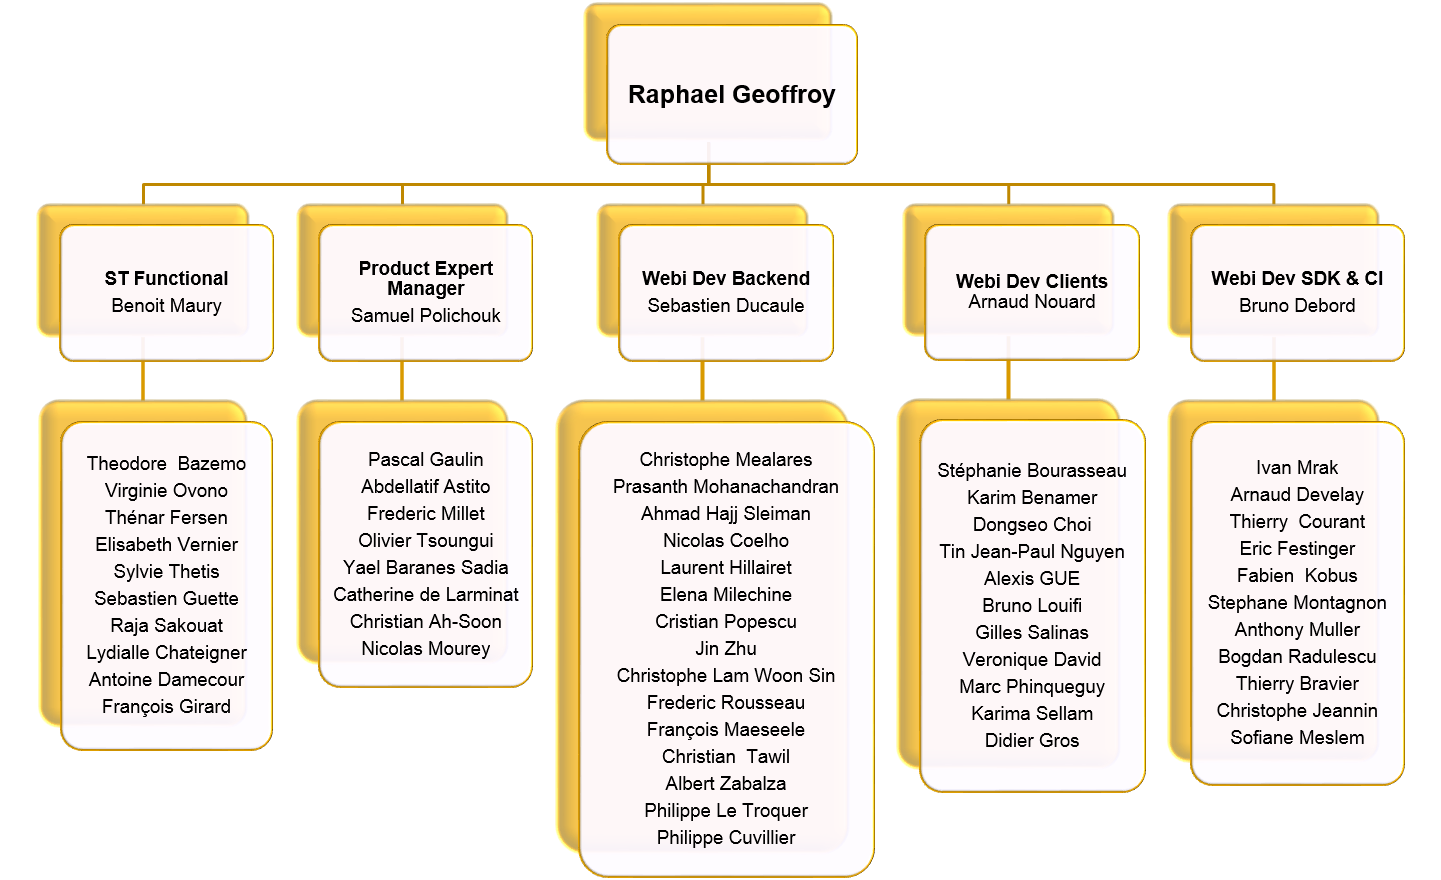 Raphael Geoffroy
ST Functional
Benoit Maury
Product Expert
Manager
Samuel Polichouk
Webi Dev Backend
Sebastien Ducaule
Webi Dev Clients
Arnaud Nouard
Webi Dev SDK & CI
Bruno Debord
Theodore  Bazemo
Virginie Ovono
Thénar Fersen
Elisabeth Vernier
Sylvie Thetis
Sebastien Guette
Raja Sakouat
Lydialle Chateigner
Antoine Damecour
François Girard
Pascal Gaulin
Abdellatif Astito
Frederic Millet
Olivier Tsoungui
Yael Baranes Sadia
Catherine de Larminat
Christian Ah-Soon
Nicolas Mourey
Christophe Mealares
Prasanth Mohanachandran
Ahmad Hajj Sleiman
Nicolas Coelho
Laurent Hillairet
Elena Milechine
Cristian Popescu
Jin Zhu
Christophe Lam Woon Sin
Frederic Rousseau
François Maeseele
Christian  Tawil
Albert Zabalza
Philippe Le Troquer
Philippe Cuvillier
Stéphanie Bourasseau
Karim Benamer
Dongseo Choi
Tin Jean-Paul Nguyen
Alexis GUE
Bruno Louifi
Gilles Salinas
Veronique David
Marc Phinqueguy
Karima Sellam
Didier Gros
Ivan Mrak
Arnaud Develay
Thierry  Courant
Eric Festinger
Fabien  Kobus
Stephane Montagnon
Anthony Muller
Bogdan Radulescu
Thierry Bravier
Christophe Jeannin
Sofiane Meslem